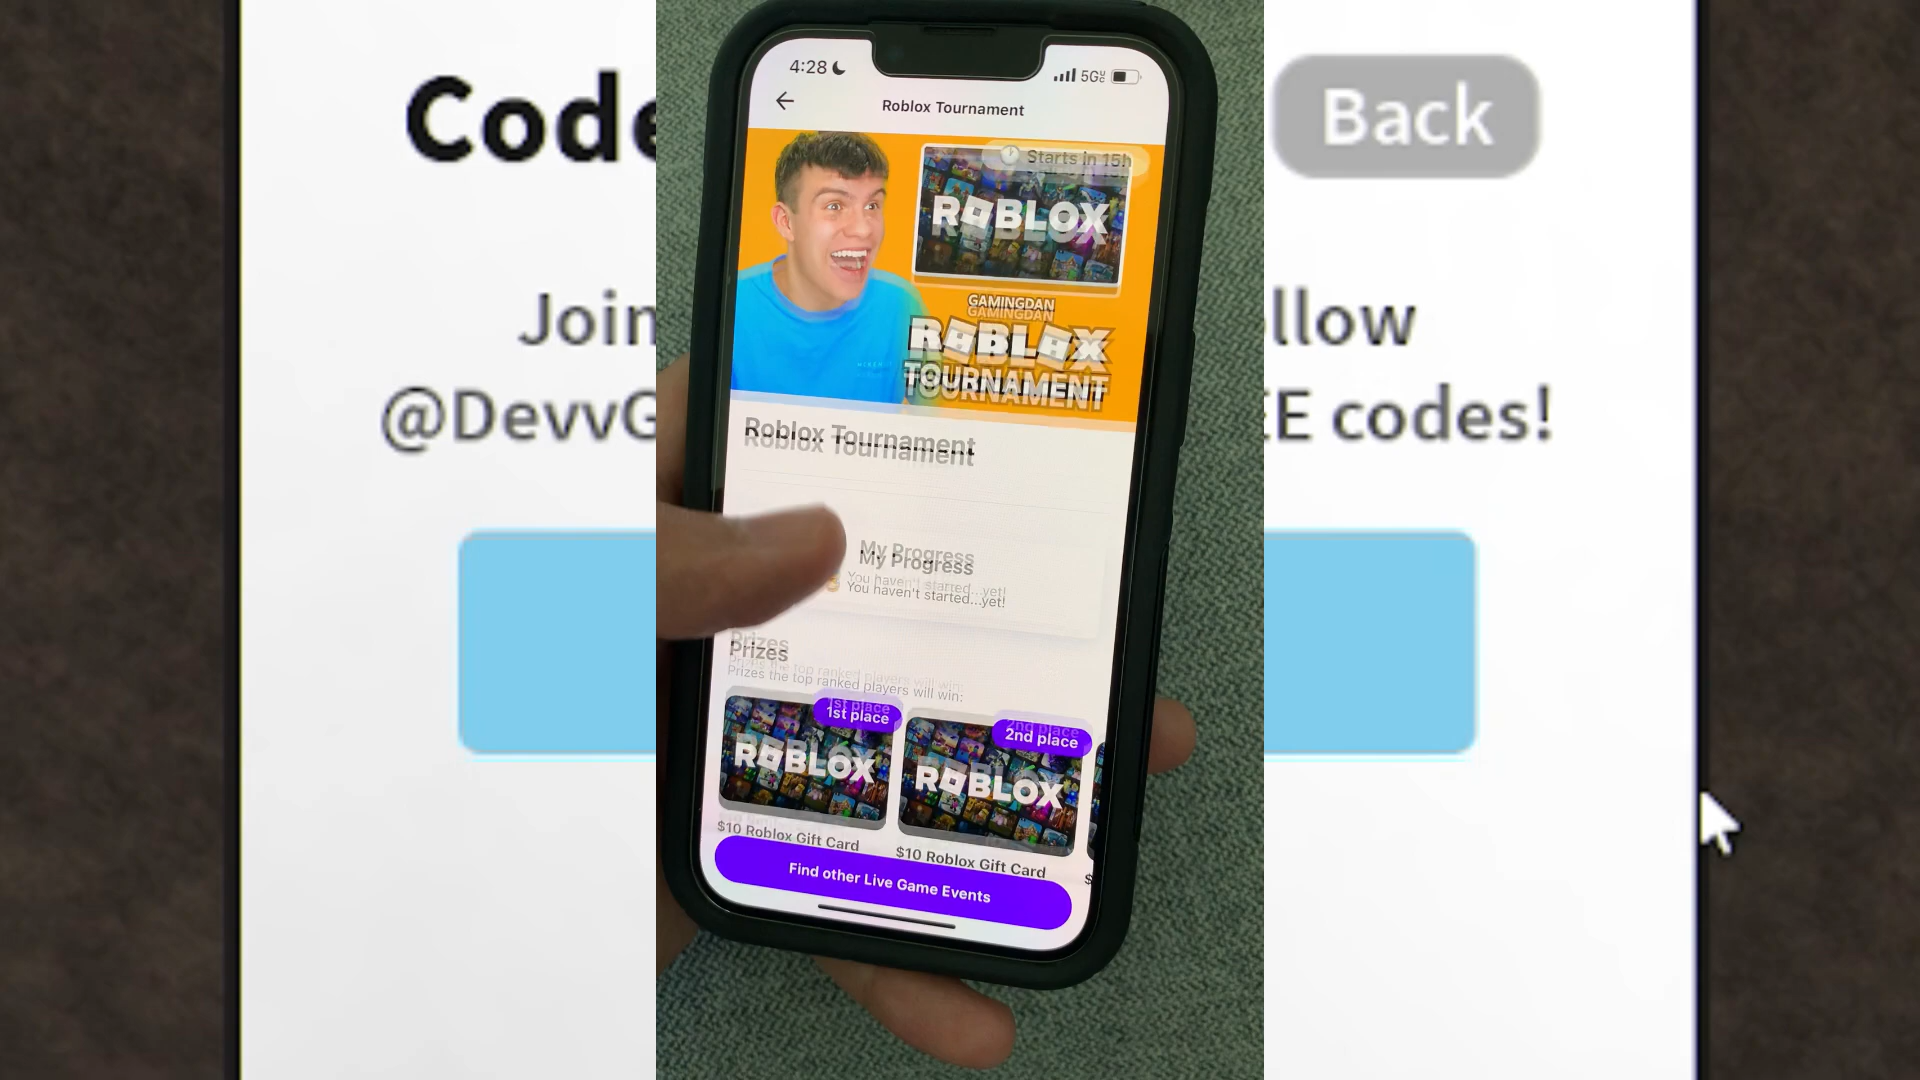 Code
Back
Join
llow
@DevvG
EE codes!
4:28
5G
Roblox Tournament
Starts in 15h
ROBLOX
GAMINGDAN
ROBLOX
TOURNAMENT
Roblox Tournament
My Progress
You haven't started...yet!
Prizes
Prizes the top ranked players will win:
1st place
2nd place
ROBLOX
ROBLOX
$10 Roblox Gift Card
$10 Roblox Gift Card
$
Find other Live Game Events